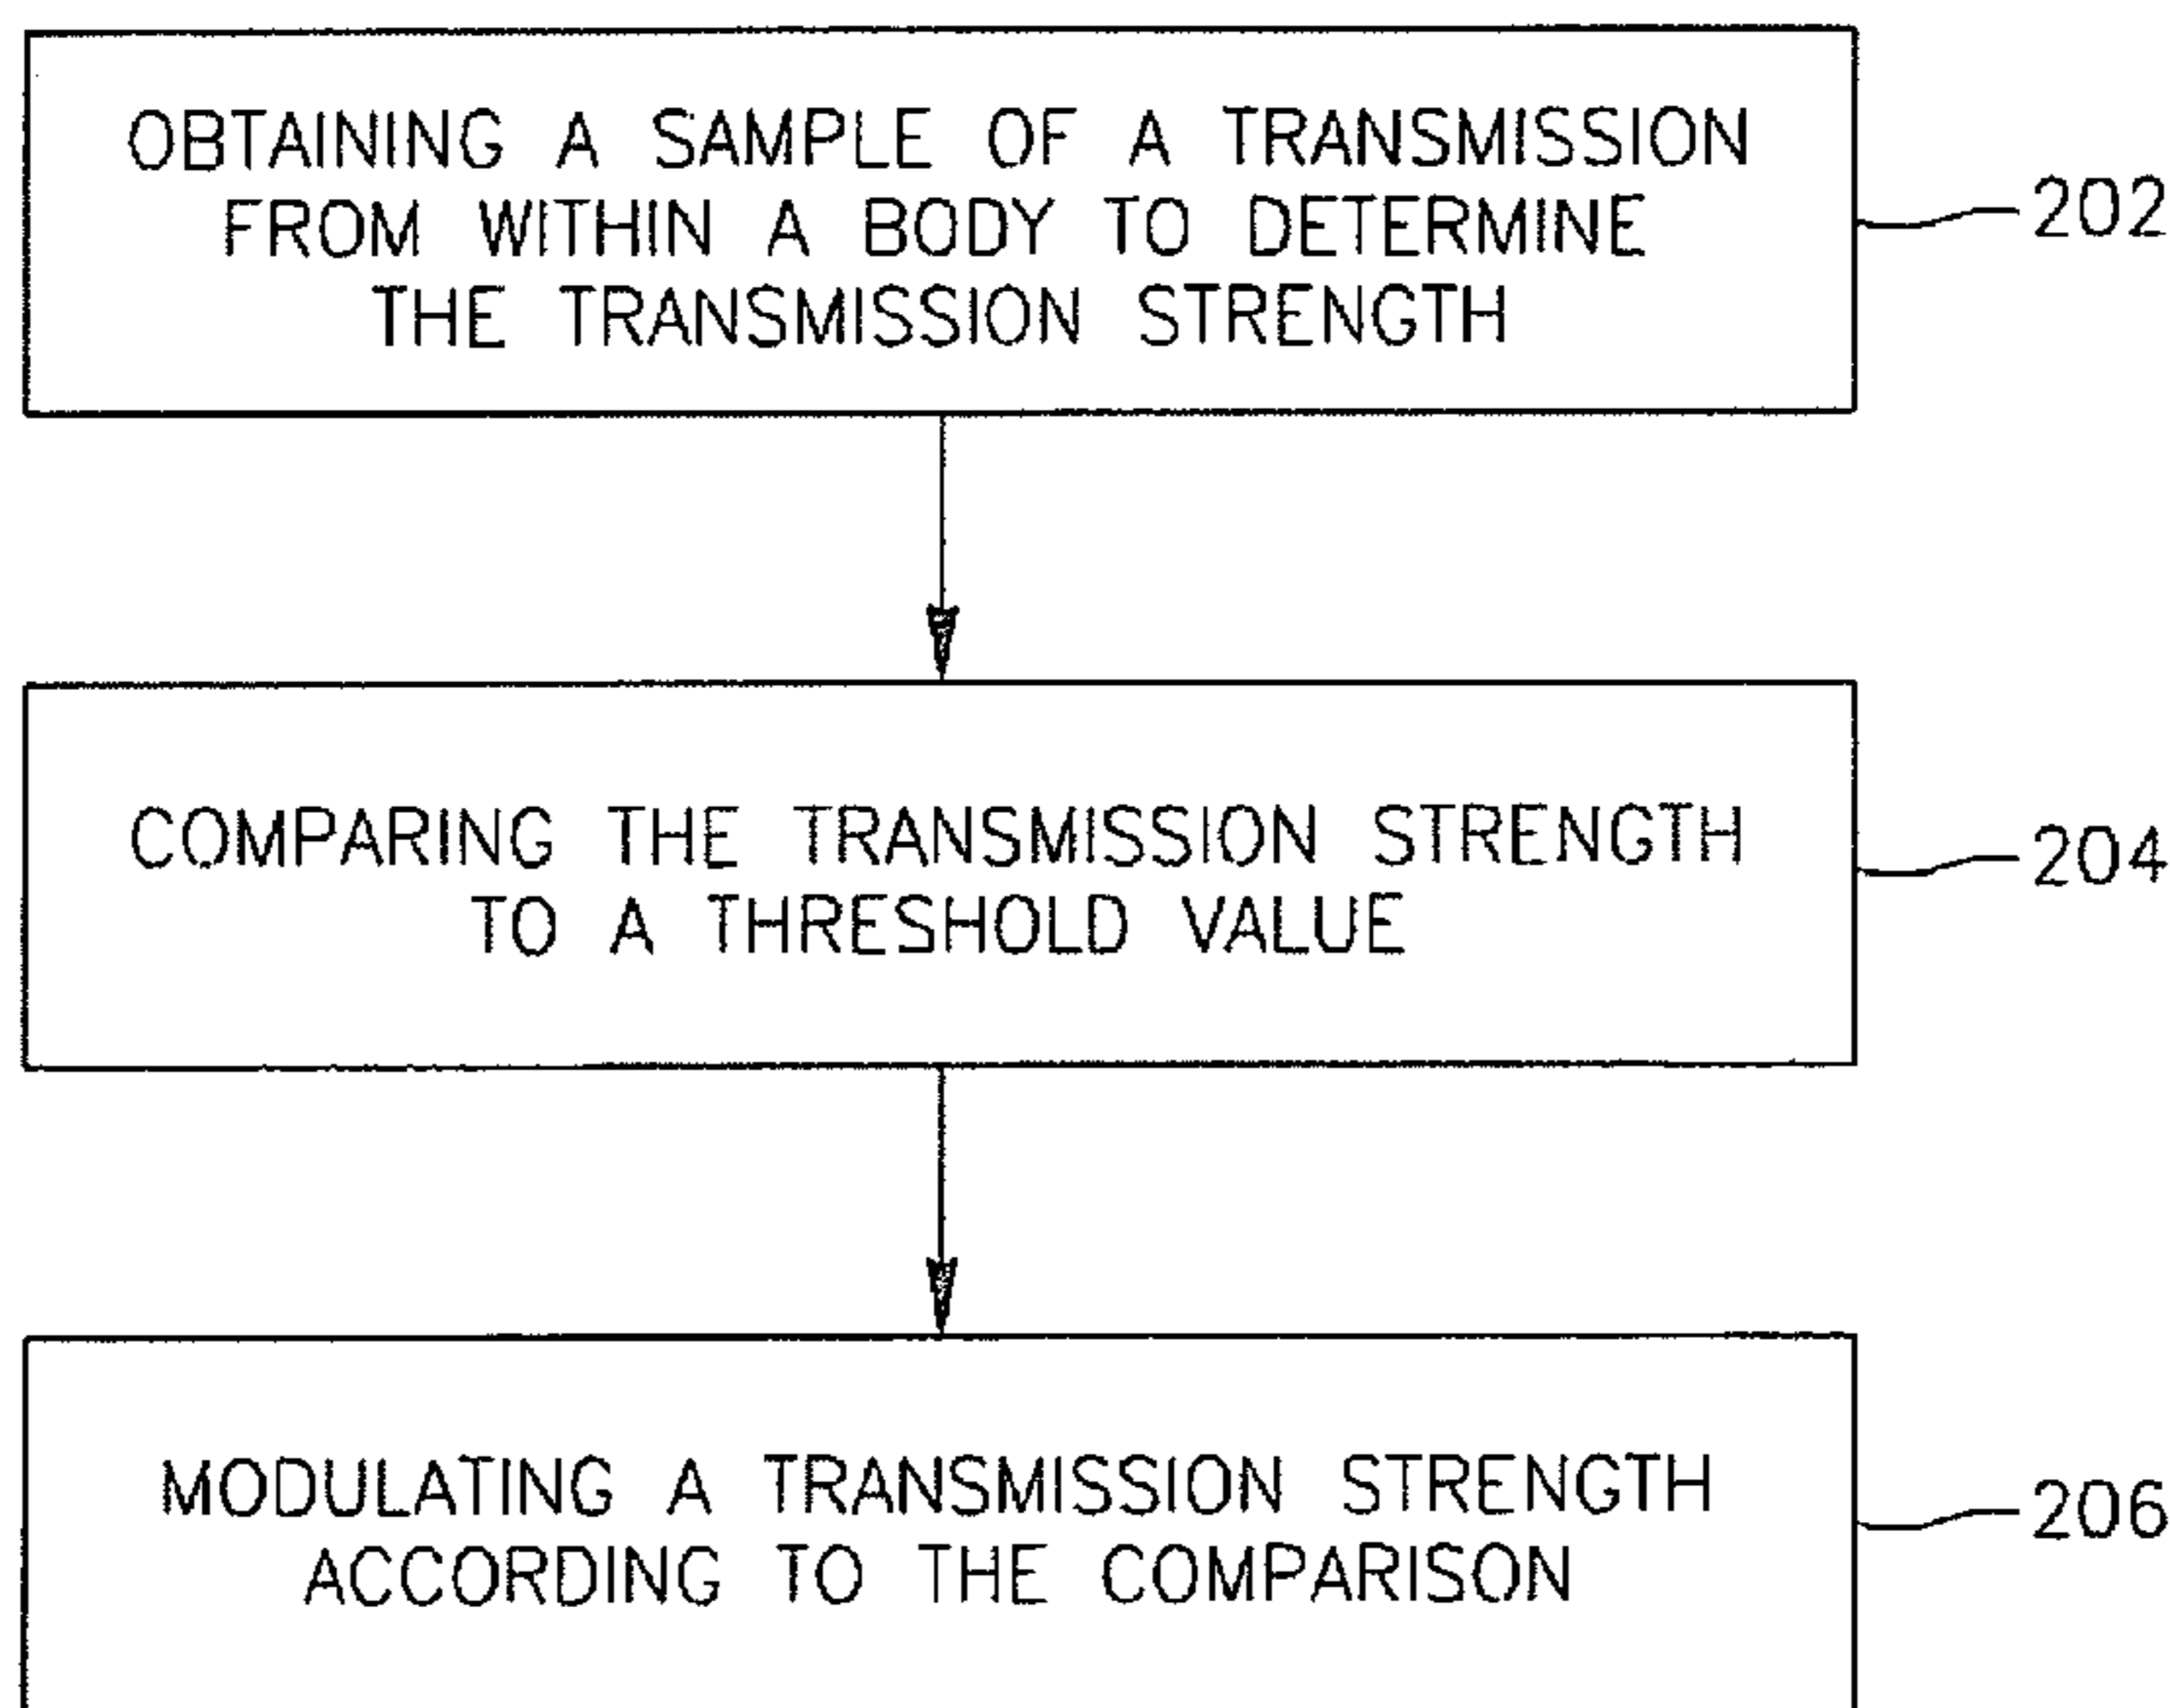 OBTAINING A SAMPLE OF A TRANSMISSION
FROM WITHIN A BODY TO DETERMINE
THE TRANSMISSION STRENGTH
202
COMPARING THE TRANSMISSION STRENGTH
TO A THRESHOLD VALUE
204
MODULATING A TRANSMISSION STRENGTH
ACCORDING TO THE COMPARISON
206